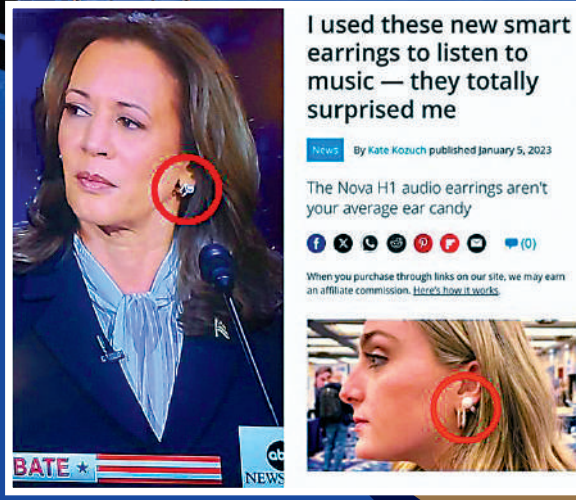 BATE
abc
NEWS
I used these new smart
earrings to listen to
music — they totally
surprised me
News
By Kate Kozuch published January 5, 2023
The Nova H1 audio earrings aren't
your average ear candy
(0)
When you purchase through links on our site, we may earn
an affiliate commission. Here's how it works.